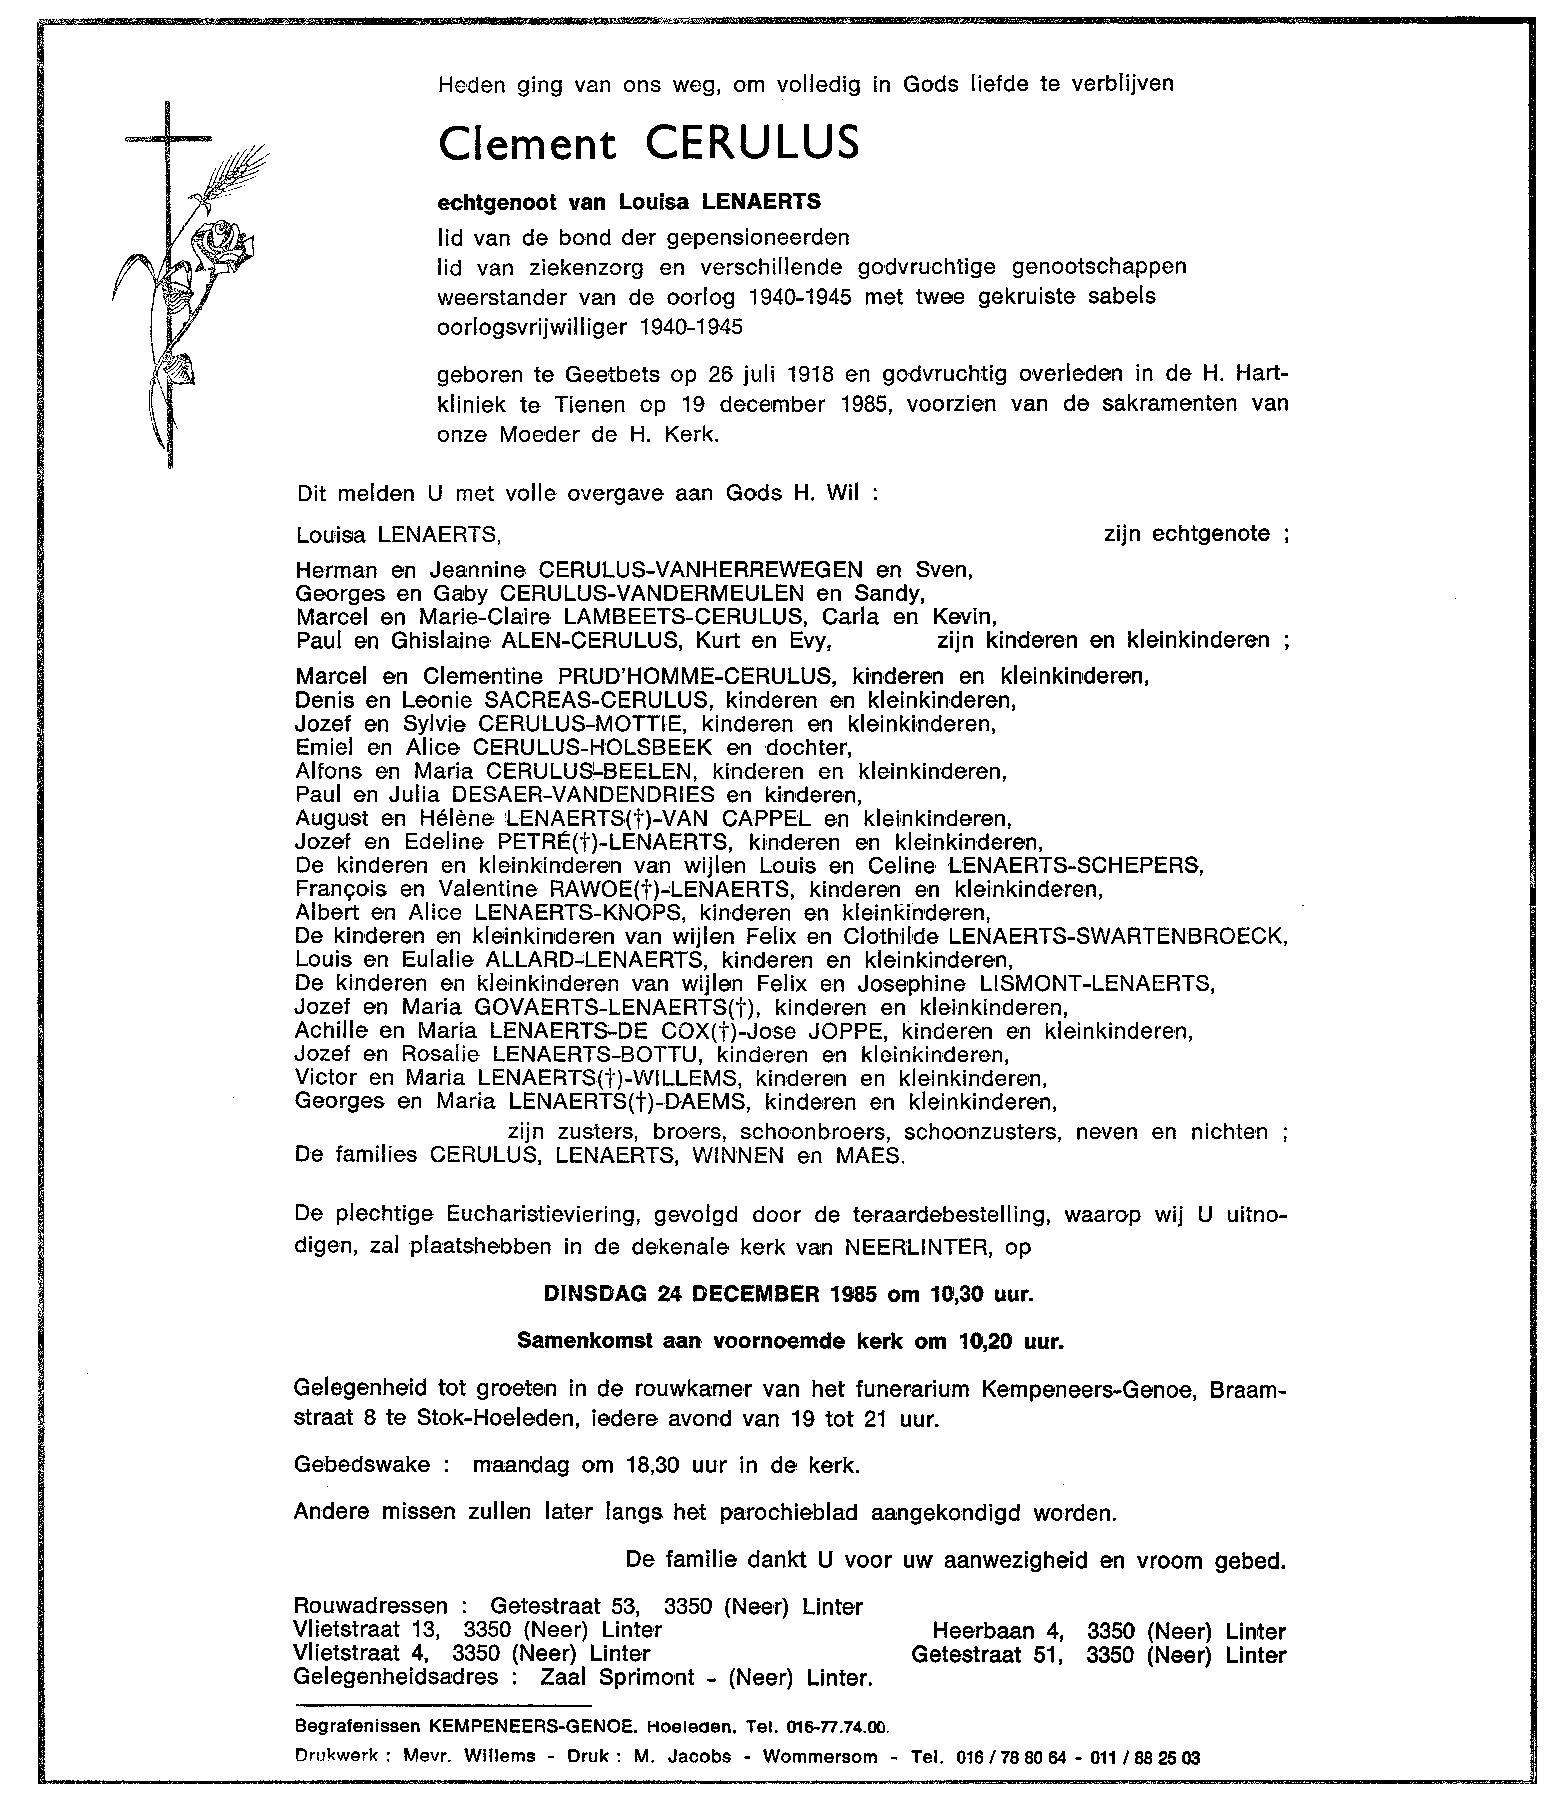 Heden ging van ons weg, om volledig in Gods liefde te verblijven
Clement CERULUS
echtgenoot van Louisa LENAERTS
lid van de bond der gepensioneerden
lid van ziekenzorg en verschillende godvruchtige genootschappen
weerstander van de oorlog 1940-1945 met twee gekruiste sabels
oorlogsvrijwilliger 1940-1945
geboren te Geetbets op 26 juli 1918 en godvruchtig overleden in de H. Hart-
kliniek te Tienen op 19 december 1985, voorzien van de sakramenten van
onze Moeder de H. Kerk.
Dit melden U met volle overgave aan Gods H. Wil :
Louisa LENAERTS, zijn echtgenote ;
Herman en Jeannine CERULUS-VANHERREWEGEN en Sven,
Georges en Gaby CERULUS-VANDERMEULEN en Sandy,
Marcel en Marie-Claire LAMBEETS-CERULUS, Carla en Kevin,
Paul en Ghislaine ALEN-CERULUS, Kurt en Evy, zijn kinderen en kleinkinderen ;
Marcel en Clementine PRUD'HOMME-CERULUS, kinderen en kleinkinderen,
Denis en Leonie SACREAS-CERULUS, kinderen en kleinkinderen,
Jozef en Sylvie CERULUS-MOTTIE, kinderen en kleinkinderen,
Emiel en Alice CERULUS-HOLSBEEK en dochter,
Alfons en Maria CERULUS-BEELEN, kinderen en kleinkinderen,
Paul en Julia DESAER-VANDENDRIES en kinderen,
August en Hélène LENAERTS(†)-VAN CAPPEL en kleinkinderen,
Jozef en Edeline PETRÉ(†)-LENAERTS, kinderen en kleinkinderen,
De kinderen en kleinkinderen van wijlen Louis en Celine LENAERTS-SCHEPERS,
François en Valentine RAWOE(†)-LENAERTS, kinderen en kleinkinderen,
Albert en Alice LENAERTS-KNOPS, kinderen en kleinkinderen,
De kinderen en kleinkinderen van wijlen Felix en Clothilde LENAERTS-SWARTENBROECK,
Louis en Eulalie ALLARD-LENAERTS, kinderen en kleinkinderen,
De kinderen en kleinkinderen van wijlen Felix en Josephine LISMONT-LENAERTS,
Jozef en Maria GOVAERTS-LENAERTS(†), kinderen en kleinkinderen,
Achille en Maria LENAERTS-DE COX(†)-Jose JOPPE, kinderen en kleinkinderen,
Jozef en Rosalie LENAERTS-BOTTU, kinderen en kleinkinderen,
Victor en Maria LENAERTS(†)-WILLEMS, kinderen en kleinkinderen,
Georges en Maria LENAERTS(†)-DAEMS, kinderen en kleinkinderen,
zijn zusters, broers, schoonbroers, schoonzusters, neven en nichten ;
De families CERULUS, LENAERTS, WINNEN en MAES.
De plechtige Eucharistieviering, gevolgd door de teraardebestelling, waarop wij U uitno-
digen, zal plaatshebben in de dekenale kerk van NEERLINTER, op
DINSDAG 24 DECEMBER 1985 om 10,30 uur.
Samenkomst aan voornoemde kerk om 10,20 uur.
Gelegenheid tot groeten in de rouwkamer van het funerarium Kempeneers-Genoe, Braam-
straat 8 te Stok-Hoeleden, iedere avond van 19 tot 21 uur.
Gebedswake : maandag om 18,30 uur in de kerk.
Andere missen zullen later langs het parochieblad aangekondigd worden.
De familie dankt U voor uw aanwezigheid en vroom gebed.
Rouwadressen : Getestraat 53, 3350 (Neer) Linter
Vlietstraat 13, 3350 (Neer) Linter Heerbaan 4, 3350 (Neer) Linter
Vlietstraat 4, 3350 (Neer) Linter Getestraat 51, 3350 (Neer) Linter
Gelegenheidsadres : Zaal Sprimont - (Neer) Linter.
Begrafenissen KEMPENEERS-GENOE. Hoeleden. Tel. 016-77.74.00.
Drukwerk : Mevr. Willems - Druk : M. Jacobs - Wommersom - Tel. 016 / 78 80 64 - 011 / 88 25 03